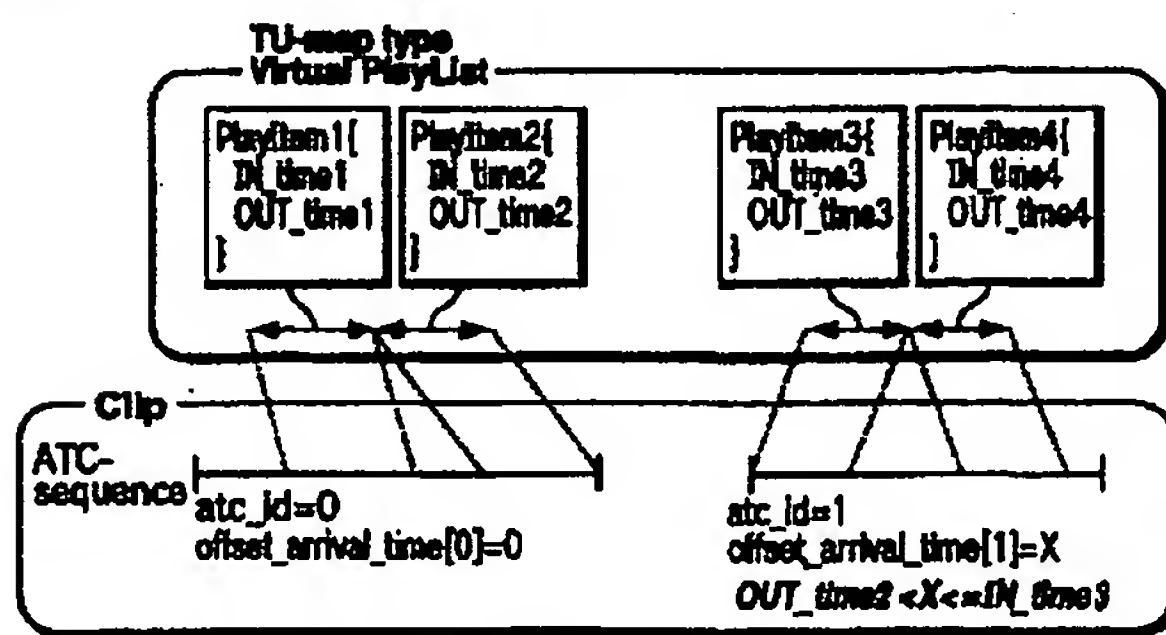 TU-map type
Virtual PlayList
PlayItem1{
IN_time1
OUT_time1
}
PlayItem2{
IN_time2
OUT_time2
}
PlayItem3{
IN_time3
OUT_time3
}
PlayItem4{
IN_time4
OUT_time4
}
Clip
ATC-
sequence
atc_id=0
offset_arrival_time[0]=0
atc_id=1
offset_arrival_time[1]=X
OUT_time2 <X<=IN_time3